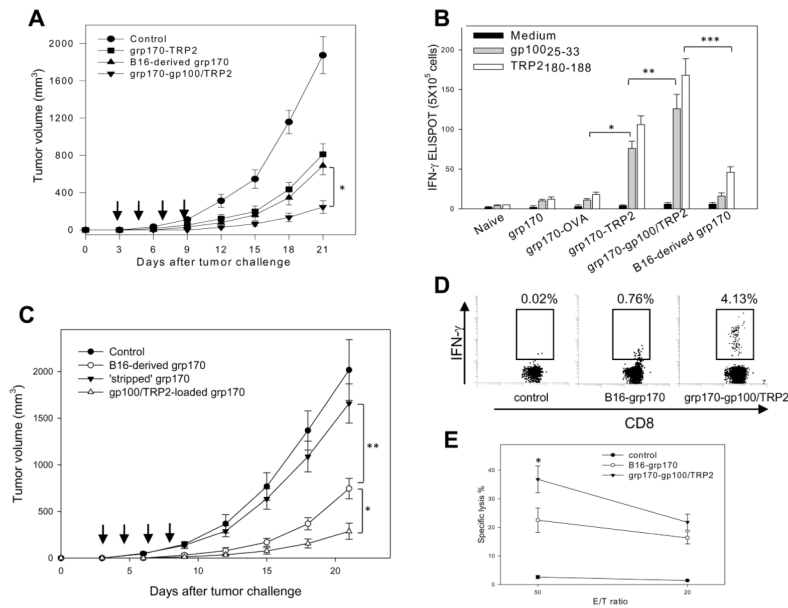 A
Control
grp170-TRP2
B16-derived grp170
grp170-gp100/TRP2
Tumor volume (mm3)
2000
1600
1200
800
400
0
*
0 3 6 9 12 15 18 21
Days after tumor challenge
B
Medium
gp10025-33
TRP2180-188
IFN-γ ELISPOT (5X10^5 cells)
200
150
100
50
0
* ** ***
Naive
grp170
grp170-OVA
grp170-TRP2
grp170-gp100/TRP2
B16-derived grp170
C
Control
B16-derived grp170
'stripped' grp170
gp100/TRP2-loaded grp170
Tumor volume (mm3)
2000
1500
1000
500
0
**
*
0 5 10 15 20
Days after tumor challenge
D
0.02% 0.76% 4.13%
IFN-γ
control B16-grp170 grp170-gp100/TRP2
CD8
E
control
B16-grp170
grp170-gp100/TRP2
Specific lysis %
40
30
20
10
0
*
50 20
E/T ratio